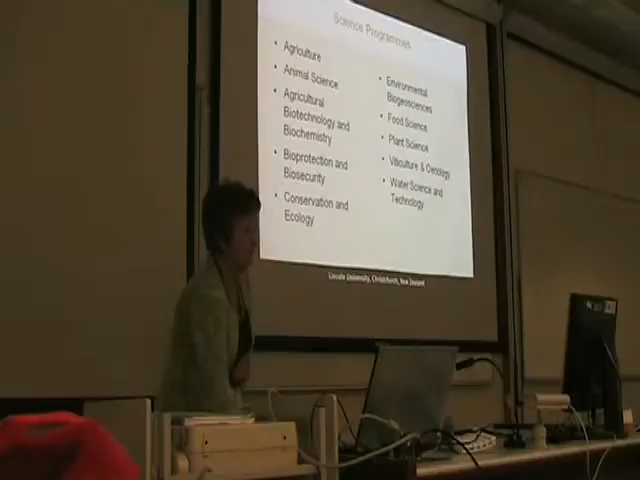 Science Programmes
• Agriculture
• Animal Science
• Agricultural
Biotechnology and
Biochemistry
• Bioprotection and
Biosecurity
• Conservation and
Ecology
• Environmental
Biogeosciences
• Food Science
• Plant Science
• Viticulture & Oenology
• Water Science and
Technology
Lincoln University, Christchurch, New Zealand